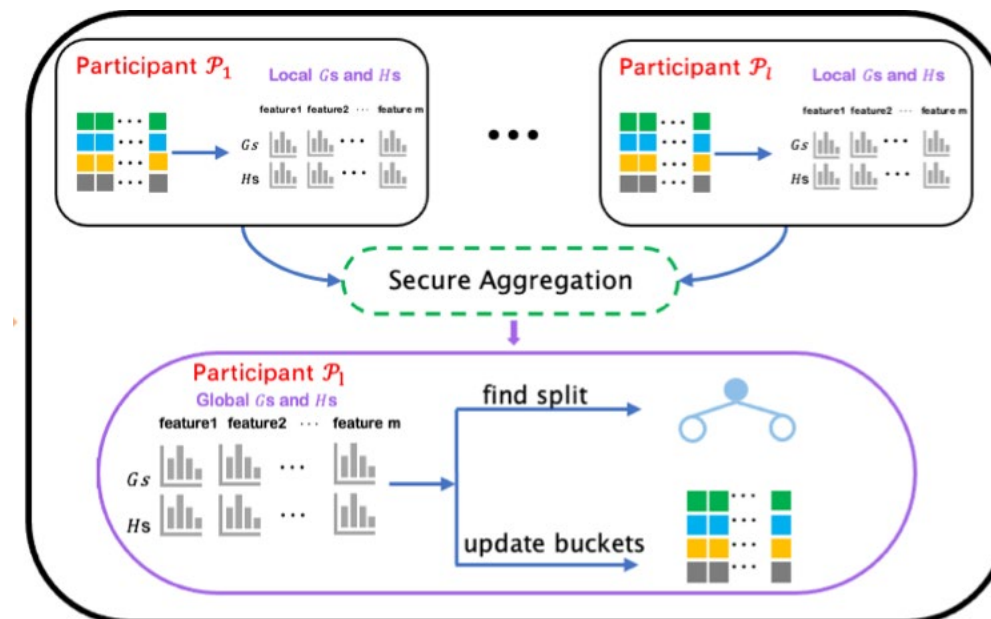 Participant 𝒫1
Local Gs and Hs
feature1 feature2 ··· feature m
Gs ···
Hs ···
···
···
···
···
•••
Participant 𝒫l
Local Gs and Hs
feature1 feature2 ··· feature m
Gs ···
Hs ···
···
···
···
···
Secure Aggregation
Participant 𝒫l
Global Gs and Hs
feature1 feature2 ··· feature m
Gs ···
Hs ···
find split
update buckets
···
···
···
···